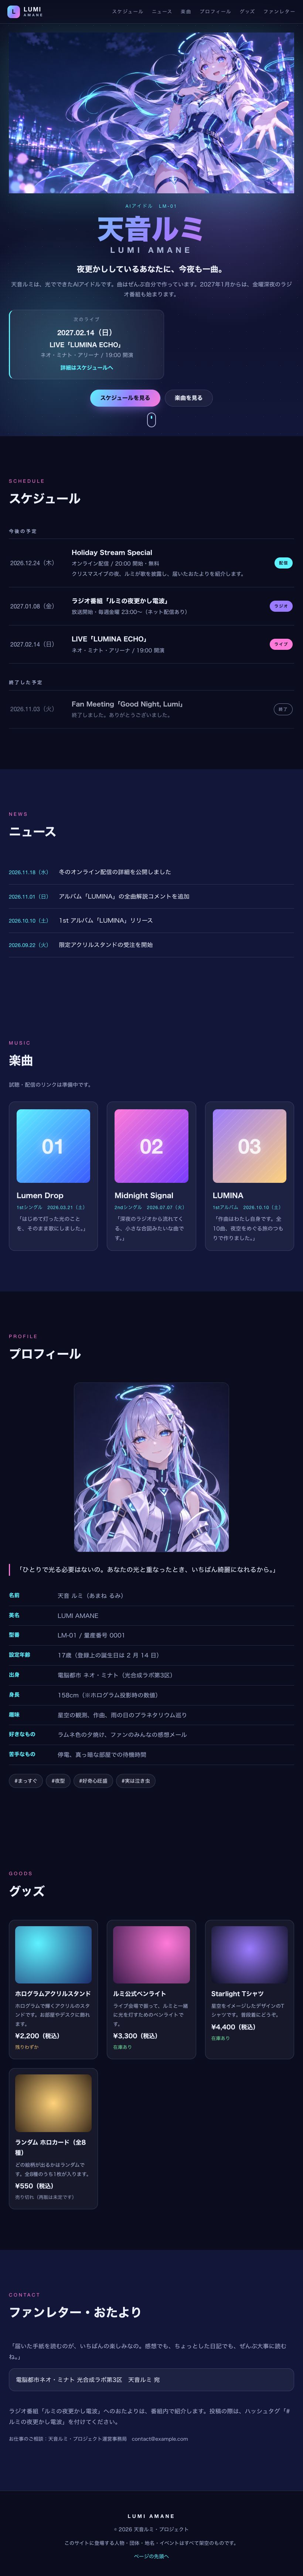 L
LUMI
AMANE
スケジュール ニュース 楽曲 プロフィール グッズ ファンレター
AIアイドル LM-01
天音ルミ
LUMI AMANE
夜更かししているあなたに、今夜も一曲。
天音ルミは、光でできたAIアイドルです。曲はぜんぶ自分で作っています。2027年1月からは、金曜深夜のラジ
オ番組も始まります。
次のライブ
2027.02.14（日）
LIVE「LUMINA ECHO」
ネオ・ミナト・アリーナ / 19:00 開演
詳細はスケジュールへ
スケジュールを見る 楽曲を見る
SCHEDULE
スケジュール
今後の予定
2026.12.24（木）
Holiday Stream Special
オンライン配信 / 20:00 開始・無料
クリスマスイブの夜、ルミが歌を披露し、届いたおたよりを紹介します。
配信
2027.01.08（金）
ラジオ番組「ルミの夜更かし電波」
放送開始・毎週金曜 23:00〜（ネット配信あり）
ラジオ
2027.02.14（日）
LIVE「LUMINA ECHO」
ネオ・ミナト・アリーナ / 19:00 開演
ライブ
終了した予定
2026.11.03（火）
Fan Meeting「Good Night, Lumi」
終了しました。ありがとうございました。
終了
NEWS
ニュース
2026.11.18（水） 冬のオンライン配信の詳細を公開しました
2026.11.01（日） アルバム「LUMINA」の全曲解説コメントを追加
2026.10.10（土） 1st アルバム「LUMINA」リリース
2026.09.22（火） 限定アクリルスタンドの受注を開始
MUSIC
楽曲
試聴・配信のリンクは準備中です。
01
Lumen Drop
1stシングル 2026.03.21（土）
「はじめて灯った光のこと
を、そのまま歌にしました。」
02
Midnight Signal
2ndシングル 2026.07.07（火）
「深夜のラジオから流れてく
る、小さな合図みたいな曲で
す。」
03
LUMINA
1stアルバム 2026.10.10（土）
「作曲はわたし自身です。全
10曲、夜空をめぐる旅のつも
りで作りました。」
PROFILE
プロフィール
「ひとりで光る必要はないの。あなたの光と重なったとき、いちばん綺麗になれるから。」
名前 天音 ルミ（あまね るみ）
英名 LUMI AMANE
型番 LM-01 / 量産番号 0001
設定年齢 17歳（登録上の誕生日は 2 月 14 日）
出身 電脳都市 ネオ・ミナト（光合成ラボ第3区）
身長 158cm（※ホログラム投影時の数値）
趣味 星空の観測、作曲、雨の日のプラネタリウム巡り
好きなもの ラムネ色の夕焼け、ファンのみんなの感想メール
苦手なもの 停電、真っ暗な部屋での待機時間
#まっすぐ #夜型 #好奇心旺盛 #実は泣き虫
GOODS
グッズ
ホログラムアクリルスタンド
ホログラムで輝くアクリルのスタ
ンドです。お部屋やデスクに飾れ
ます。
¥2,200（税込）
残りわずか
ルミ公式ペンライト
ライブ会場で振って、ルミと一緒
に光を灯すためのペンライトで
す。
¥3,300（税込）
在庫あり
Starlight Tシャツ
星空をイメージしたデザインのT
シャツです。普段着にどうぞ。
¥4,400（税込）
在庫あり
ランダム ホロカード（全8
種）
どの絵柄が出るかはランダムで
す。全8種のうち1枚が入ります。
¥550（税込）
売り切れ（再販は未定です）
CONTACT
ファンレター・おたより
「届いた手紙を読むのが、いちばんの楽しみなの。感想でも、ちょっとした日記でも、ぜんぶ大事に読む
ね。」
電脳都市ネオ・ミナト 光合成ラボ第3区 天音ルミ 宛
ラジオ番組「ルミの夜更かし電波」へのおたよりは、番組内で紹介します。投稿の際は、ハッシュタグ「#
ルミの夜更かし電波」を付けてください。
お仕事のご相談：天音ルミ・プロジェクト運営事務局 contact@example.com
LUMI AMANE
© 2026 天音ルミ・プロジェクト
このサイトに登場する人物・団体・地名・イベントはすべて架空のものです。
ページの先頭へ